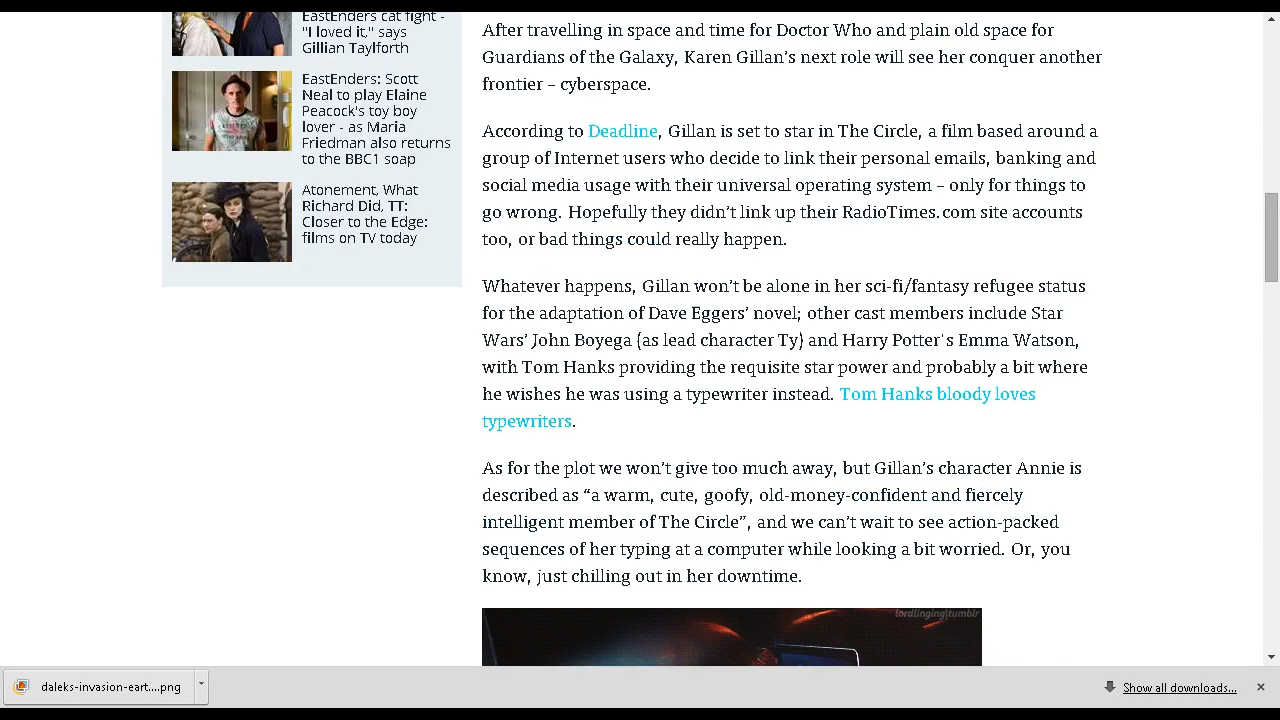 EastEnders cat fight -
"I loved it," says
Gillian Taylforth
EastEnders: Scott
Neal to play Elaine
Peacock's toy boy
lover - as Maria
Friedman also returns
to the BBC1 soap
Atonement, What
Richard Did, TT:
Closer to the Edge:
films on TV today
After travelling in space and time for Doctor Who and plain old space for
Guardians of the Galaxy, Karen Gillan’s next role will see her conquer another
frontier – cyberspace.
According to Deadline, Gillan is set to star in The Circle, a film based around a
group of Internet users who decide to link their personal emails, banking and
social media usage with their universal operating system – only for things to
go wrong. Hopefully they didn’t link up their RadioTimes.com site accounts
too, or bad things could really happen.
Whatever happens, Gillan won’t be alone in her sci-fi/fantasy refugee status
for the adaptation of Dave Eggers’ novel; other cast members include Star
Wars’ John Boyega (as lead character Ty) and Harry Potter's Emma Watson,
with Tom Hanks providing the requisite star power and probably a bit where
he wishes he was using a typewriter instead. Tom Hanks bloody loves
typewriters.
As for the plot we won’t give too much away, but Gillan’s character Annie is
described as “a warm, cute, goofy, old-money-confident and fiercely
intelligent member of The Circle”, and we can’t wait to see action-packed
sequences of her typing at a computer while looking a bit worried. Or, you
know, just chilling out in her downtime.
lordlinging|tumblr
daleks-invasion-eart....png
Show all downloads...